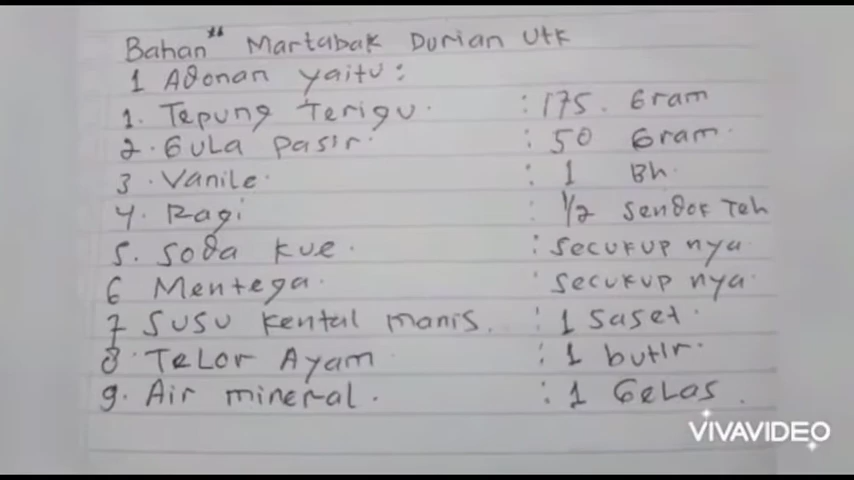 Bahan" Martabak Durian Utk
1 Adonan yaitu :
1. Tepung Terigu. : 175. Gram
2. Gula pasir. : 50 Gram.
3. Vanile. : 1 Bh.
4. Ragi : 1/2 sendok Teh
5. soda kue. : secukup nya
6 Mentega. : secukup nya.
7 Susu kental manis. : 1 saset.
8. Telor Ayam : 1 butir.
9. Air mineral. : 1 Gelas.
VIVAVIDEO